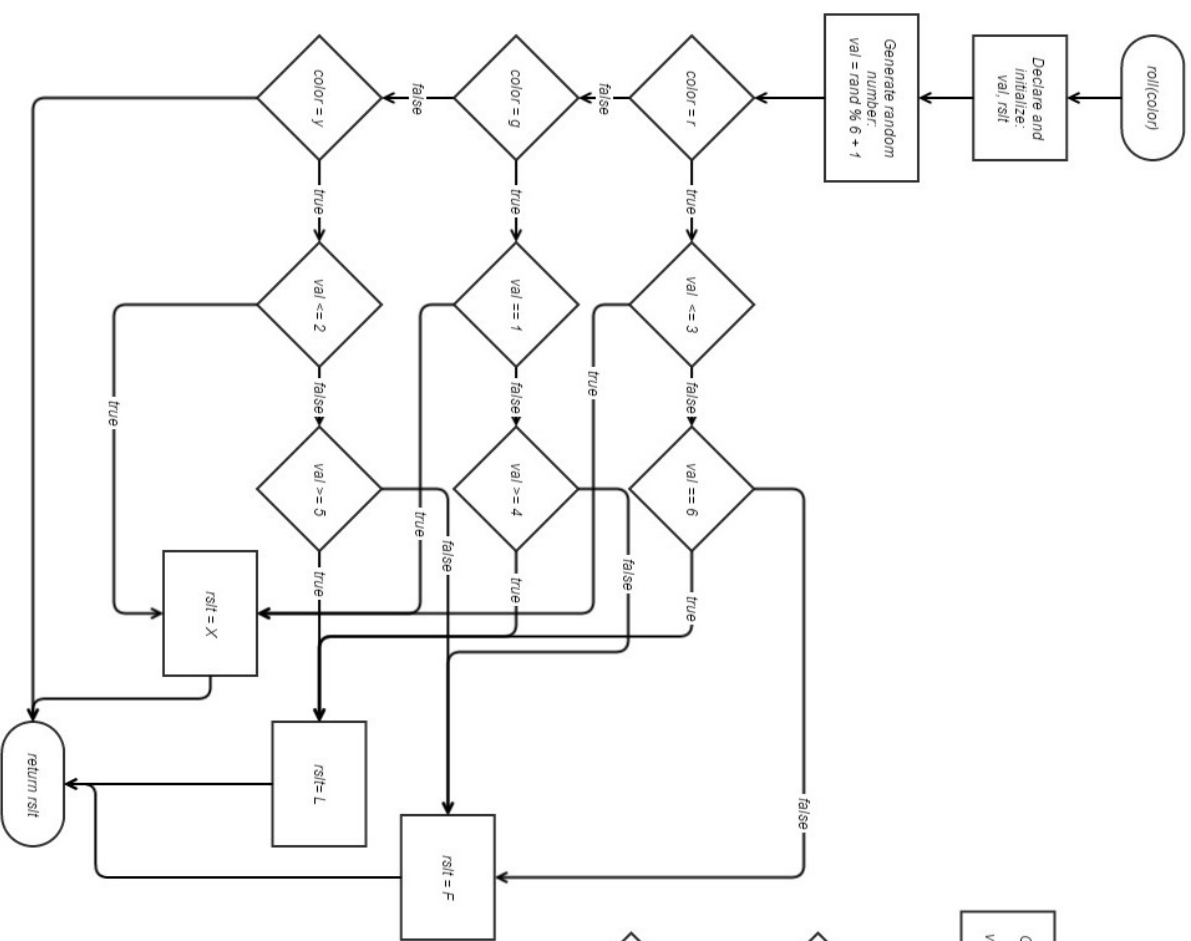 roll(color)
Declare and
initialize:
val, rslt
Generate random
number:
val = rand % 6 + 1
color = r
true
val <= 3
false
val == 6
true
false
true
false
color = g
true
val == 1
false
val >= 4
true
false
true
false
color = y
true
val <= 2
false
val >= 5
true
false
true
rslt = X
rslt= L
rslt = F
return rslt